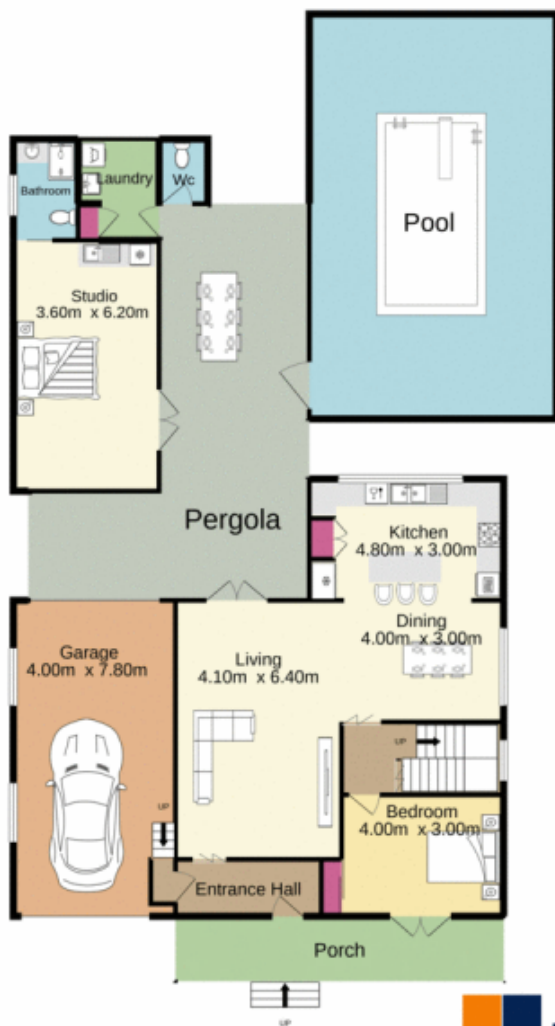 Pool
Laundry
Wc
Bathroom
Studio
3.60m x 6.20m
Pergola
Kitchen
4.80m x 3.00m
Dining
4.00m x 3.00m
Garage
4.00m x 7.80m
Living
4.10m x 6.40m
UP
UP
Bedroom
4.00m x 3.00m
Entrance Hall
Porch
UP